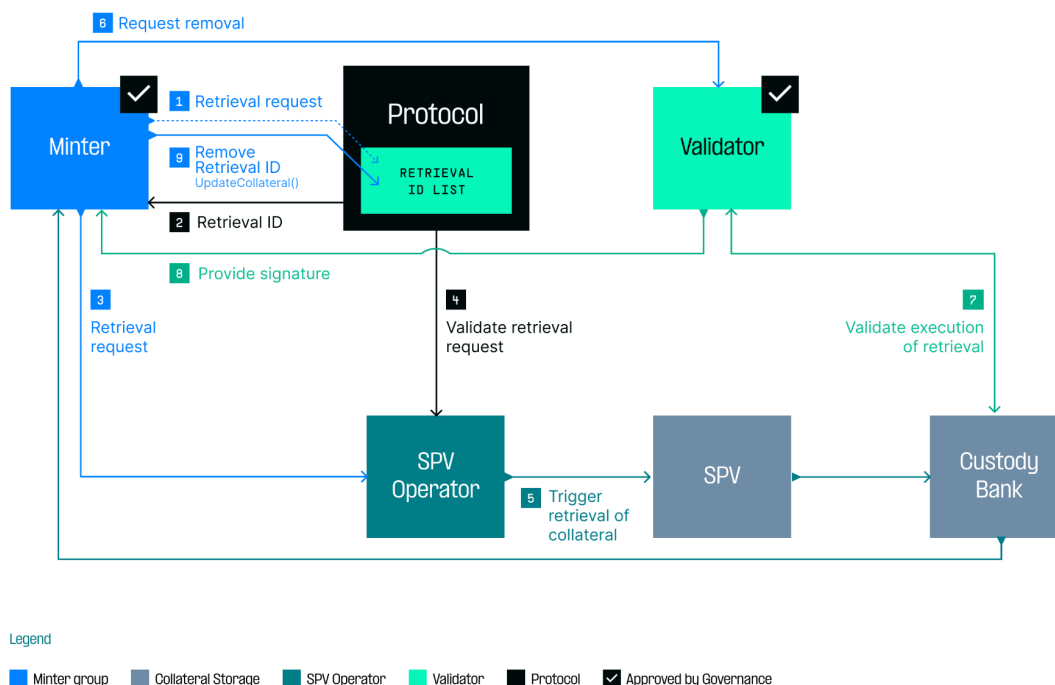 6 Request removal
Minter
1 Retrieval request
Protocol
Validator
9 Remove
Retrieval ID
UpdateCollateral()
RETRIEVAL
ID LIST
2 Retrieval ID
8 Provide signature
3
Retrieval
request
4
Validate retrieval
request
7
Validate execution
of retrieval
SPV
Operator
5 Trigger
retrieval of
collateral
SPV
Custody
Bank
Legend
Minter group
Collateral Storage
SPV Operator
Validator
Protocol
Approved by Governance